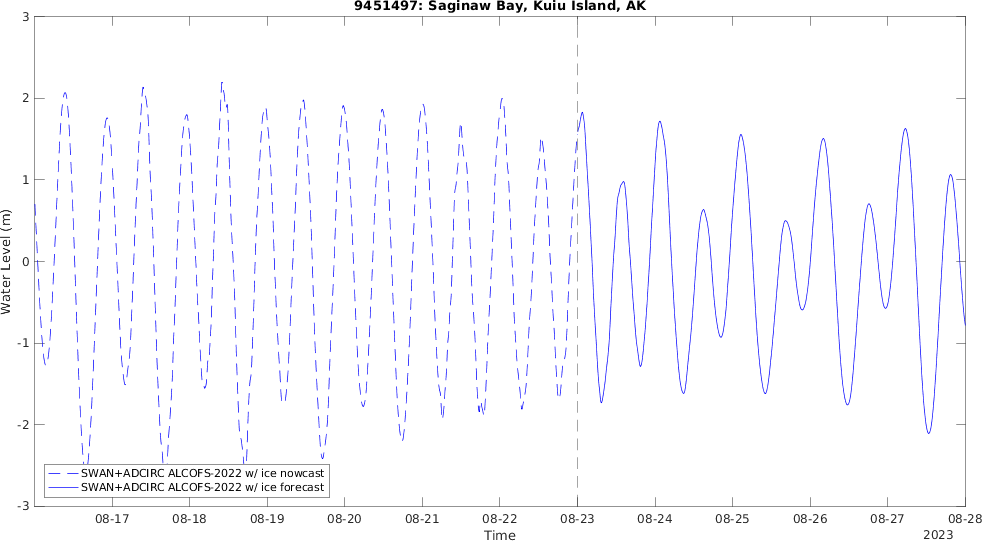 9451497: Saginaw Bay, Kuiu Island, AK
3
2
1
0
-1
-2
-3
Water Level (m)
SWAN+ADCIRC ALCOFS-2022 w/ ice nowcast
SWAN+ADCIRC ALCOFS-2022 w/ ice forecast
08-17 08-18 08-19 08-20 08-21 08-22 08-23 08-24 08-25 08-26 08-27 08-28
Time
2023